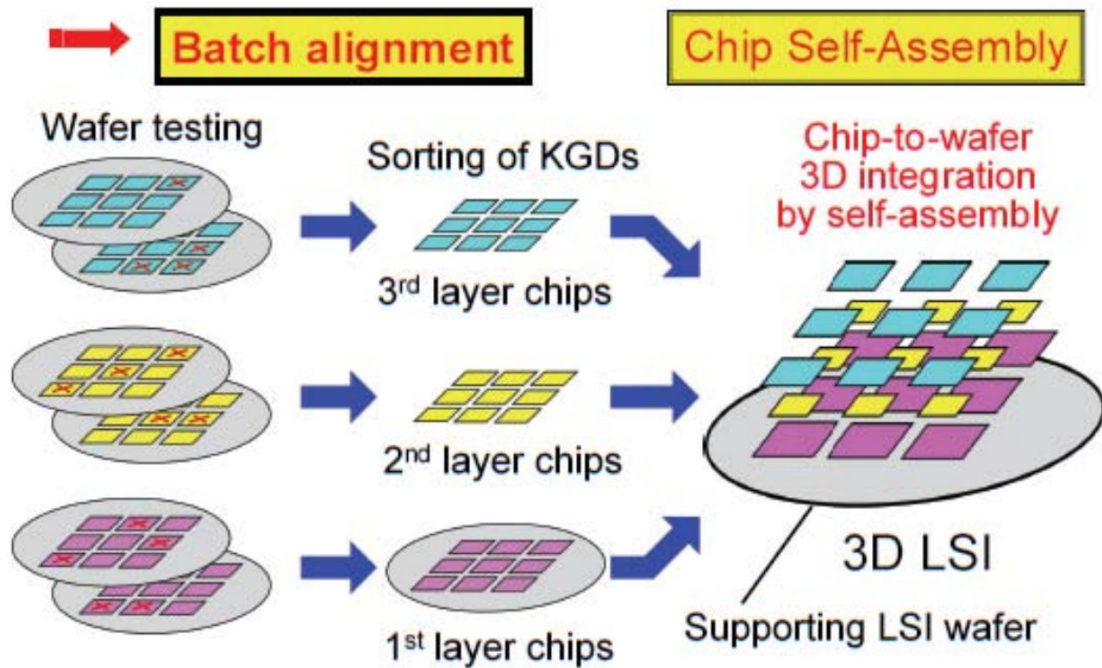 Batch alignment
Chip Self-Assembly
Wafer testing
Sorting of KGDs
Chip-to-wafer
3D integration
by self-assembly
3rd layer chips
2nd layer chips
1st layer chips
3D LSI
Supporting LSI wafer